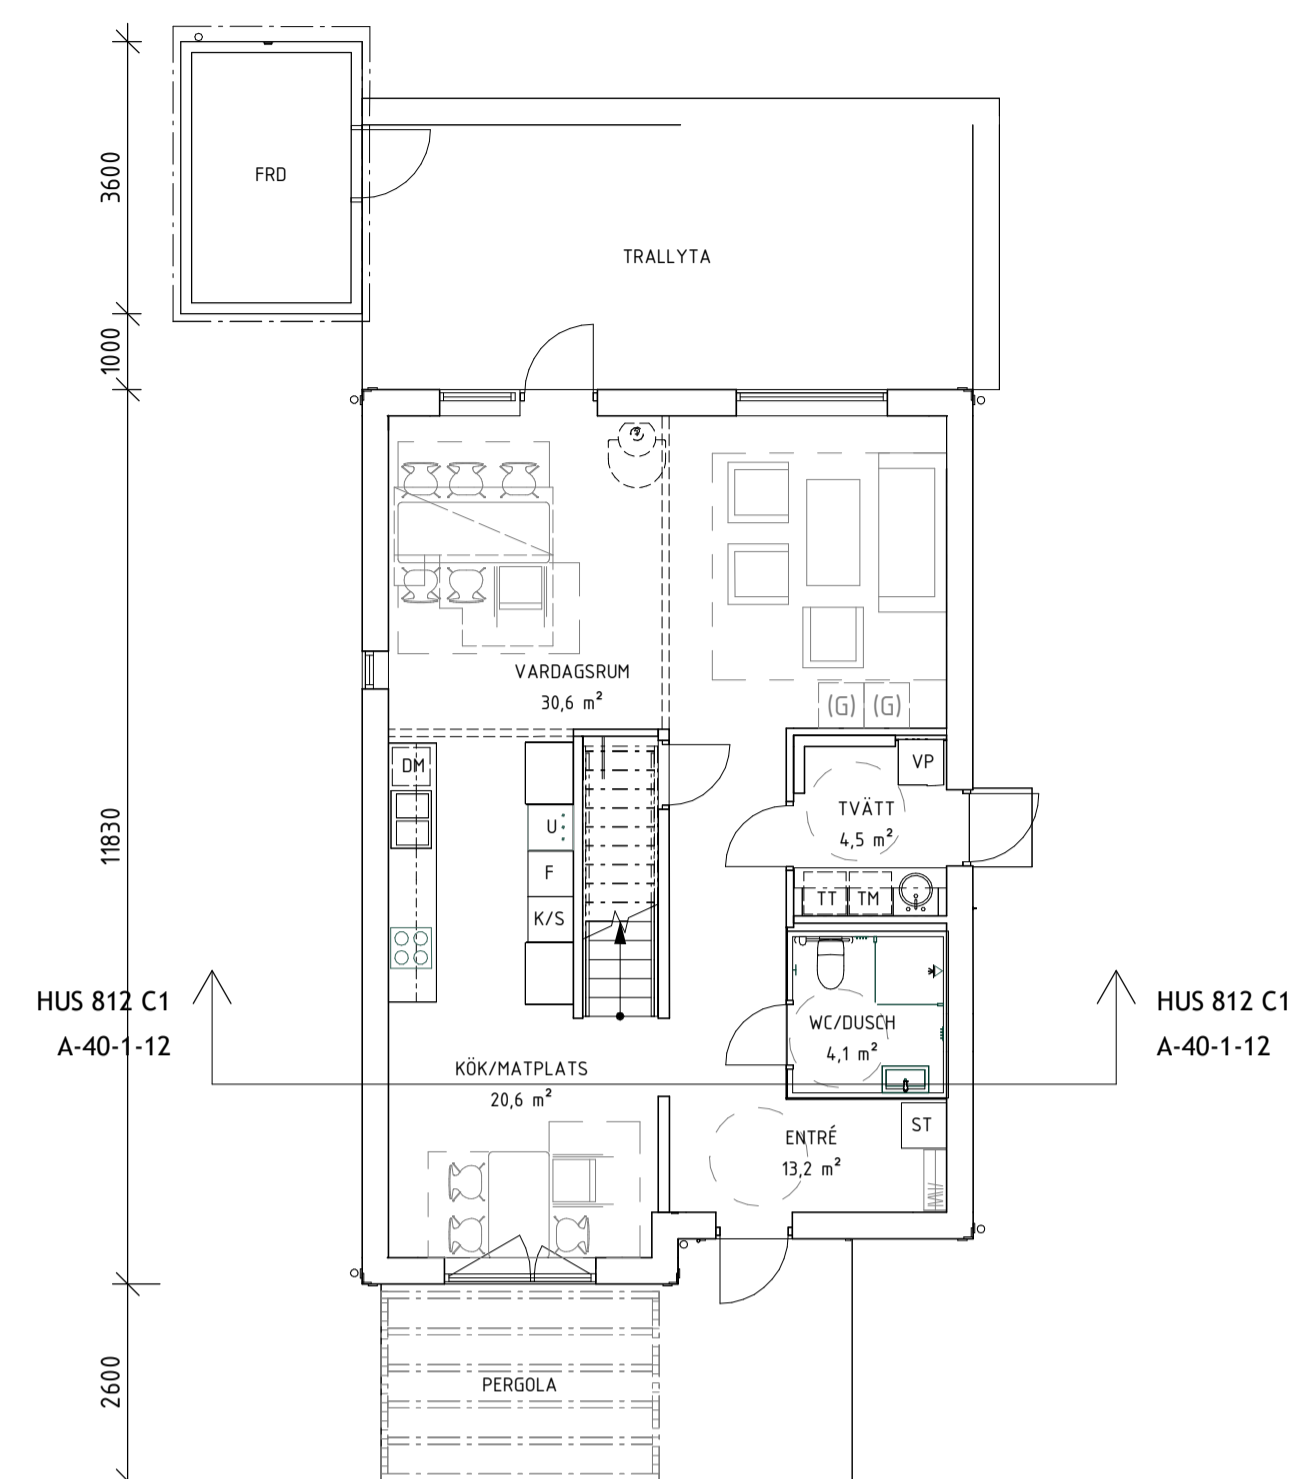 3600
FRD
TRALLYTA
1000
VARDAGSRUM
30,6 m²
(G) (G)
DM
VP
TVÄTT
4,5 m²
11830
U
F
K/S
TT TM
HUS 812 C1
A-40-1-12
HUS 812 C1
A-40-1-12
WC/DUSCH
4,1 m²
KÖK/MATPLATS
20,6 m²
ST
ENTRÉ
13,2 m²
2600
PERGOLA